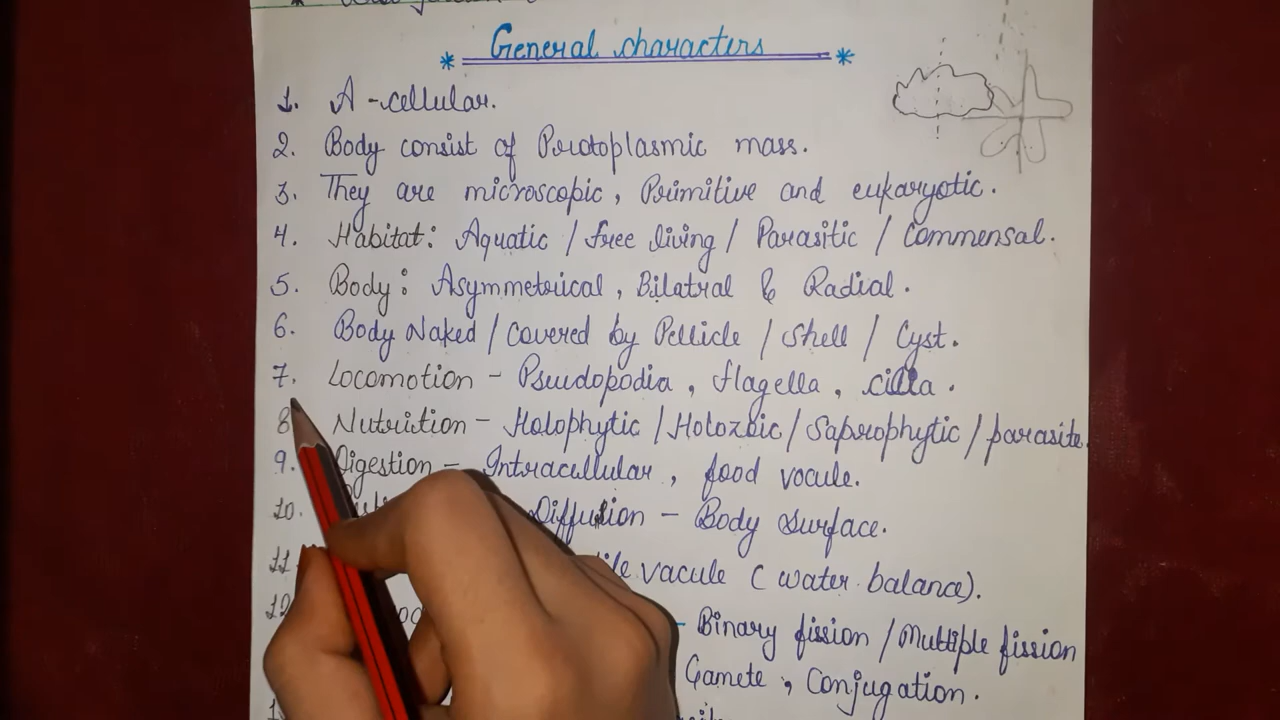 General characters
1. A-cellular.
2. Body consist of Protoplasmic mass.
3. They are microscopic, Primitive and eukaryotic.
4. Habitat: Aquatic / free living / Parasitic / Commensal.
5. Body: Asymmetrical, Bilatral & Radial.
6. Body Naked / Covered by Pellicle / Shell / Cyst.
7. Locomotion - Pseudopodia, flagella, cilia.
8 Nutrition - Holophytic / Holozoic / Saprophytic / parasite.
9. Digestion - Intracellular, food vocule.
10. Diffusion - Body Surface.
11 vacule (water balance).
12 Binary fission / Multiple fission
Gamete, Conjugation.